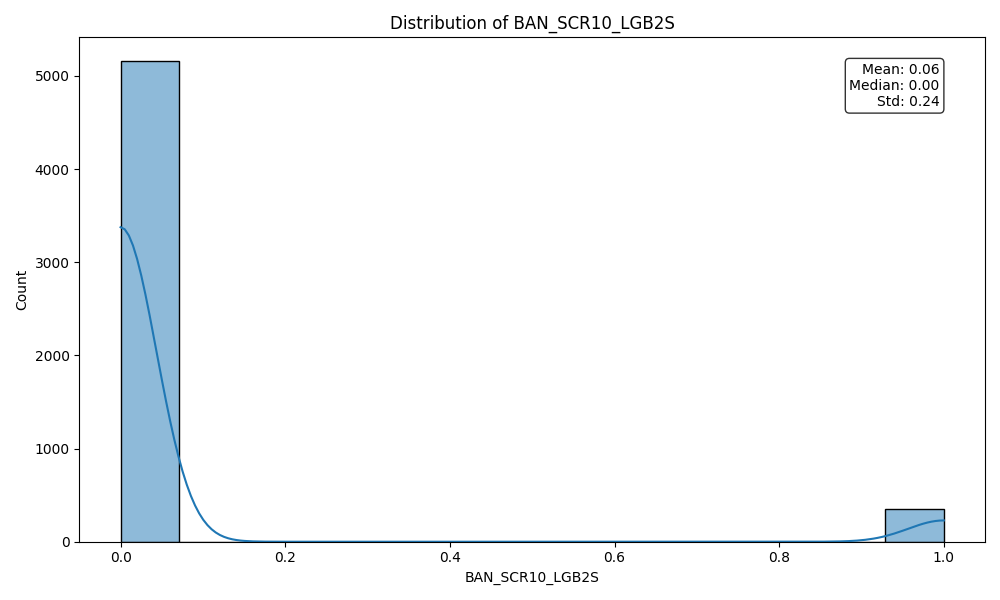 Distribution of BAN_SCR10_LGB2S
Mean: 0.06
Median: 0.00
Std: 0.24
Count
5000
4000
3000
2000
1000
0
0.0 0.2 0.4 0.6 0.8 1.0
BAN_SCR10_LGB2S